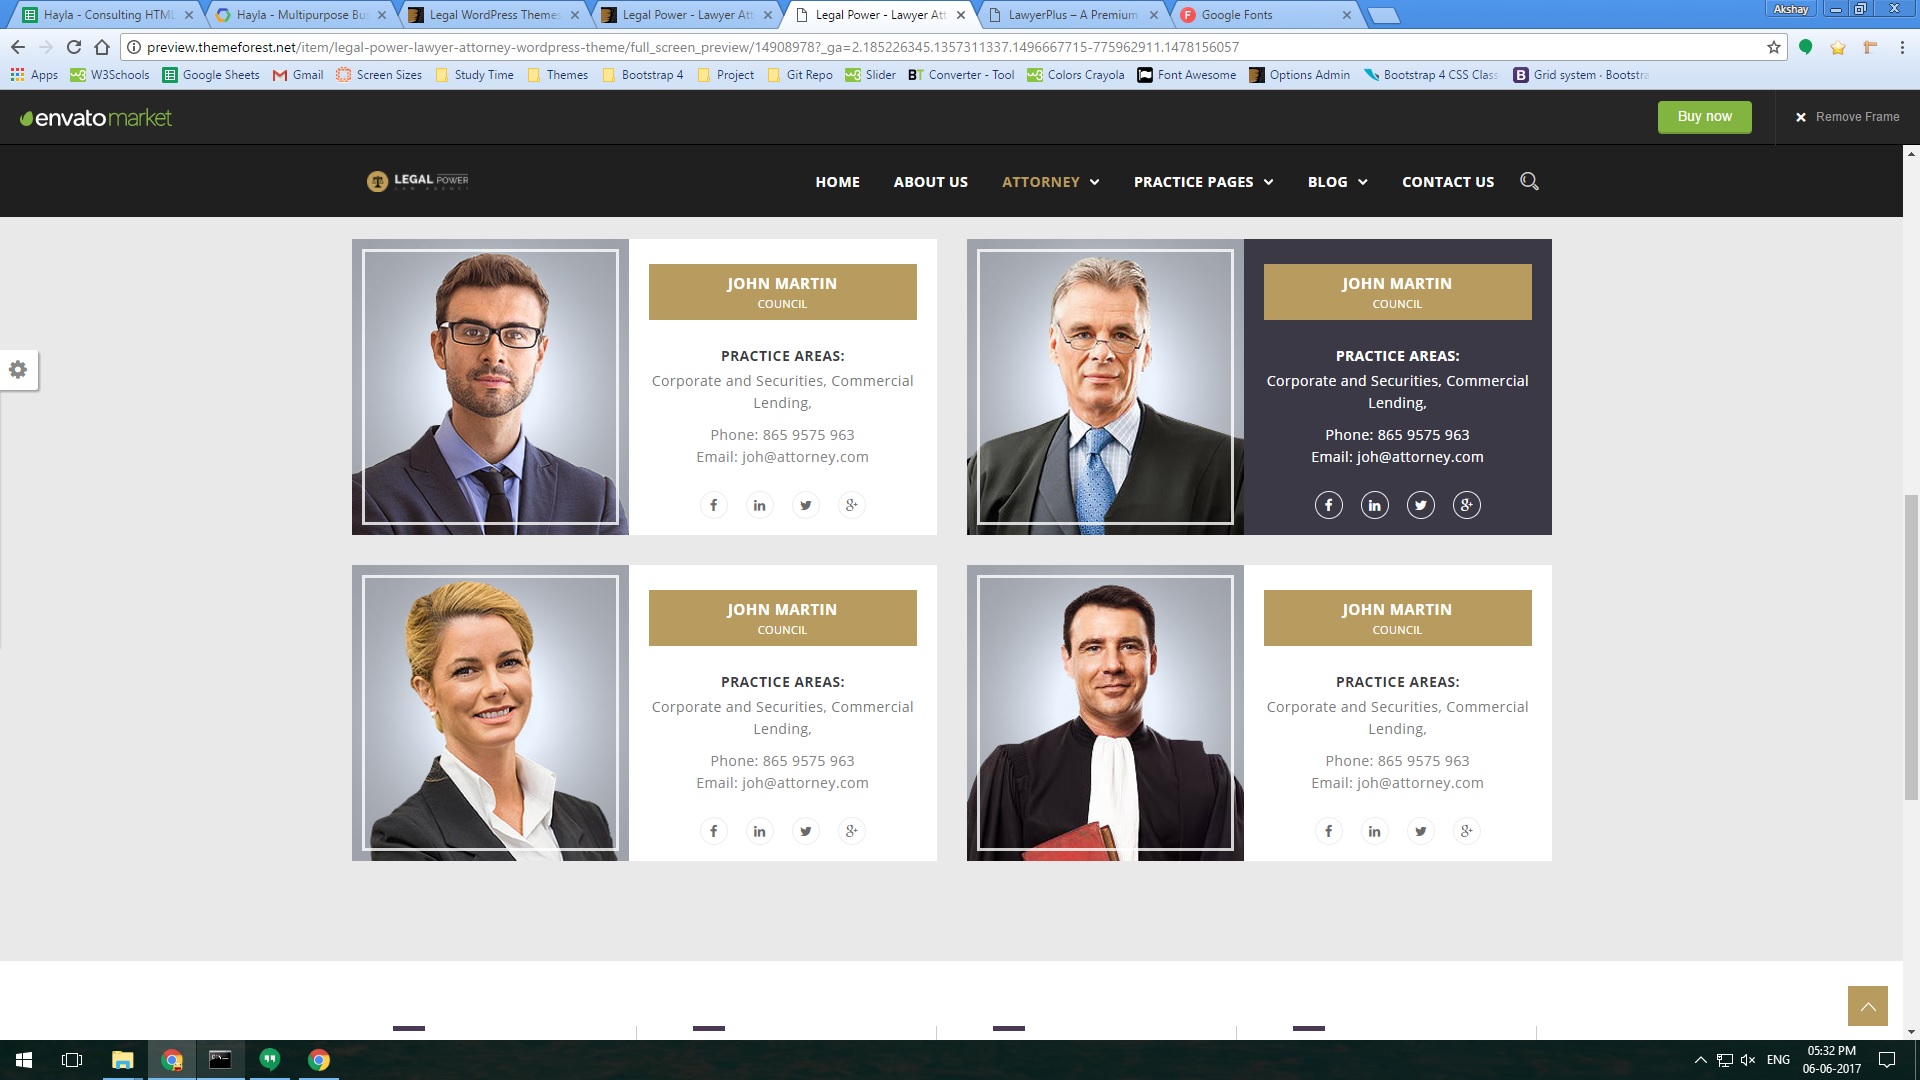 Akshay
Hayla - Consulting HTML
Hayla - Multipurpose Bus
Legal WordPress Themes
Legal Power - Lawyer Att
Legal Power - Lawyer Att
LawyerPlus – A Premium
Google Fonts
preview.themeforest.net/item/legal-power-lawyer-attorney-wordpress-theme/full_screen_preview/14908978?_ga=2.185226345.1357311337.1496667715-775962911.1478156057
Apps
W3Schools
Google Sheets
Gmail
Screen Sizes
Study Time
Themes
Bootstrap 4
Project
Git Repo
Slider
Converter - Tool
Colors Crayola
Font Awesome
Options Admin
Bootstrap 4 CSS Class
Grid system · Bootstra
envatomarket
Buy now
Remove Frame
LEGAL POWER
HOME
ABOUT US
ATTORNEY
PRACTICE PAGES
BLOG
CONTACT US
JOHN MARTIN
COUNCIL
PRACTICE AREAS:
Corporate and Securities, Commercial
Lending,
Phone: 865 9575 963
Email: joh@attorney.com
JOHN MARTIN
COUNCIL
PRACTICE AREAS:
Corporate and Securities, Commercial
Lending,
Phone: 865 9575 963
Email: joh@attorney.com
JOHN MARTIN
COUNCIL
PRACTICE AREAS:
Corporate and Securities, Commercial
Lending,
Phone: 865 9575 963
Email: joh@attorney.com
JOHN MARTIN
COUNCIL
PRACTICE AREAS:
Corporate and Securities, Commercial
Lending,
Phone: 865 9575 963
Email: joh@attorney.com
ENG
05:32 PM
06-06-2017